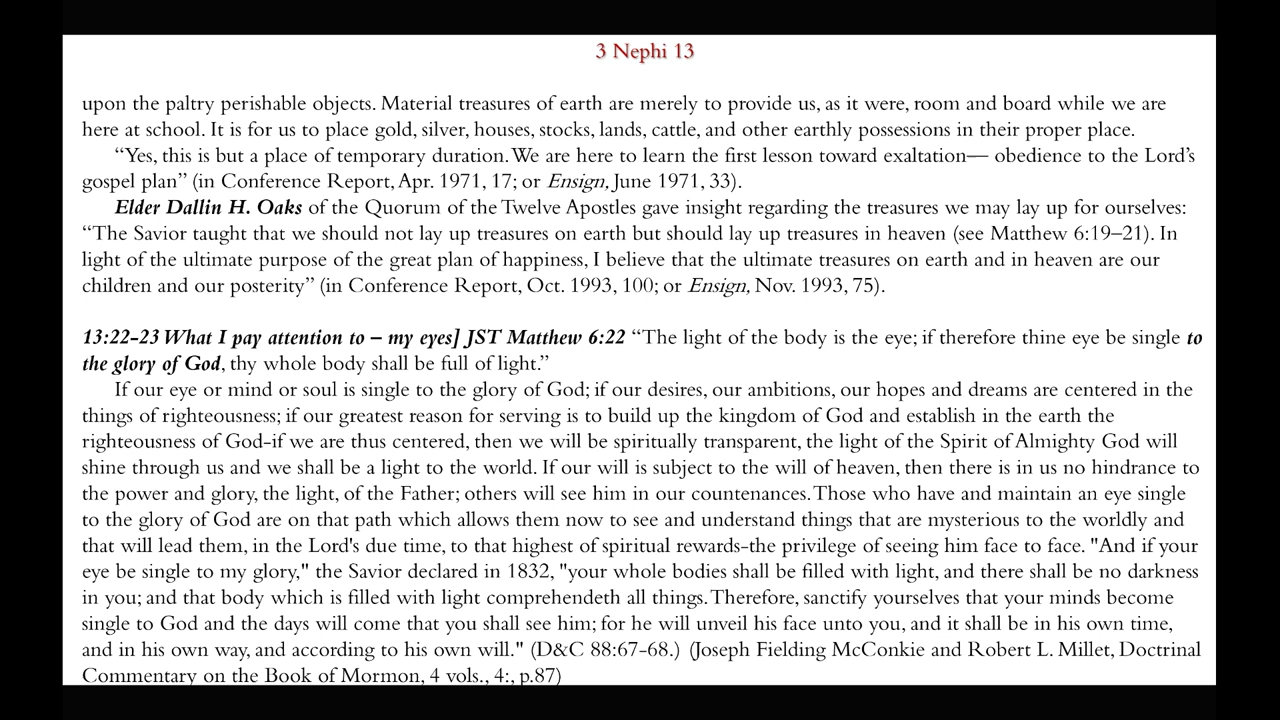 3 Nephi 13
upon the paltry perishable objects. Material treasures of earth are merely to provide us, as it were, room and board while we are
here at school. It is for us to place gold, silver, houses, stocks, lands, cattle, and other earthly possessions in their proper place.
“Yes, this is but a place of temporary duration. We are here to learn the first lesson toward exaltation— obedience to the Lord’s
gospel plan” (in Conference Report, Apr. 1971, 17; or Ensign, June 1971, 33).
Elder Dallin H. Oaks of the Quorum of the Twelve Apostles gave insight regarding the treasures we may lay up for ourselves:
“The Savior taught that we should not lay up treasures on earth but should lay up treasures in heaven (see Matthew 6:19–21). In
light of the ultimate purpose of the great plan of happiness, I believe that the ultimate treasures on earth and in heaven are our
children and our posterity” (in Conference Report, Oct. 1993, 100; or Ensign, Nov. 1993, 75).
13:22-23 What I pay attention to – my eyes] JST Matthew 6:22 “The light of the body is the eye; if therefore thine eye be single to
the glory of God, thy whole body shall be full of light.”
If our eye or mind or soul is single to the glory of God; if our desires, our ambitions, our hopes and dreams are centered in the
things of righteousness; if our greatest reason for serving is to build up the kingdom of God and establish in the earth the
righteousness of God-if we are thus centered, then we will be spiritually transparent, the light of the Spirit of Almighty God will
shine through us and we shall be a light to the world. If our will is subject to the will of heaven, then there is in us no hindrance to
the power and glory, the light, of the Father; others will see him in our countenances. Those who have and maintain an eye single
to the glory of God are on that path which allows them now to see and understand things that are mysterious to the worldly and
that will lead them, in the Lord's due time, to that highest of spiritual rewards-the privilege of seeing him face to face. "And if your
eye be single to my glory," the Savior declared in 1832, "your whole bodies shall be filled with light, and there shall be no darkness
in you; and that body which is filled with light comprehendeth all things. Therefore, sanctify yourselves that your minds become
single to God and the days will come that you shall see him; for he will unveil his face unto you, and it shall be in his own time,
and in his own way, and according to his own will." (D&C 88:67-68.) (Joseph Fielding McConkie and Robert L. Millet, Doctrinal
Commentary on the Book of Mormon, 4 vols., 4:, p.87)